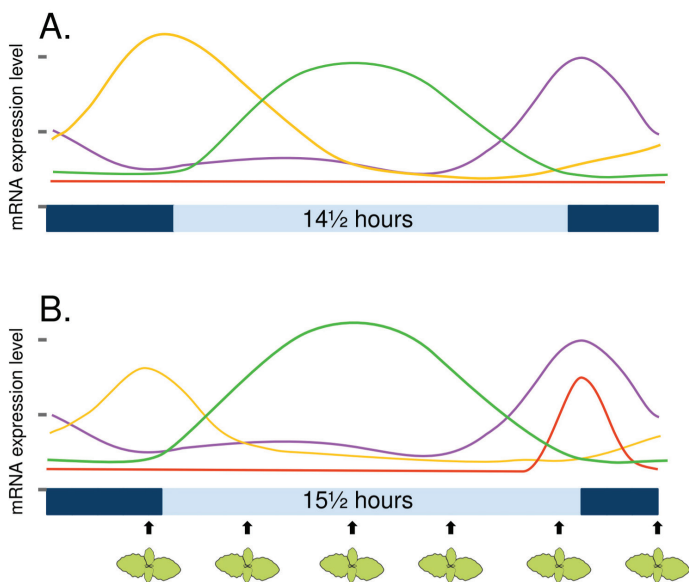 A.
mRNA expression level
14½ hours
B.
mRNA expression level
15½ hours